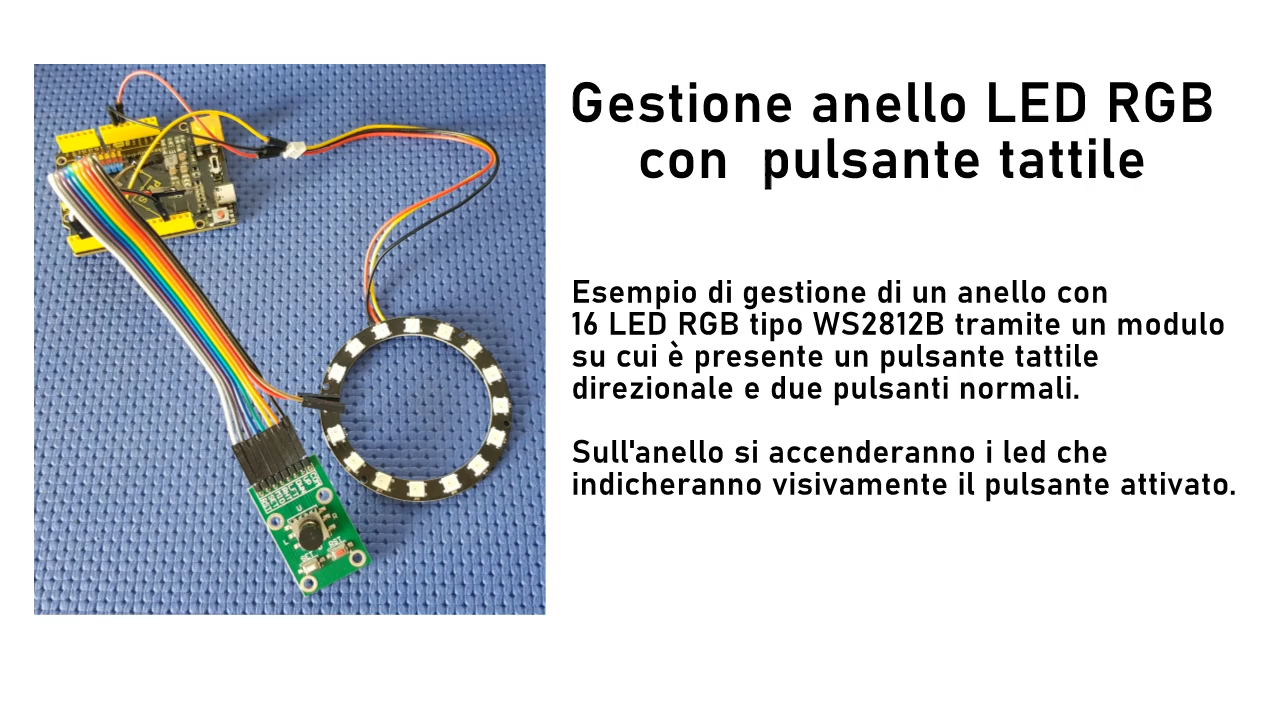 Gestione anello LED RGB
con pulsante tattile
Esempio di gestione di un anello con
16 LED RGB tipo WS2812B tramite un modulo
su cui è presente un pulsante tattile
direzionale e due pulsanti normali.
Sull'anello si accenderanno i led che
indicheranno visivamente il pulsante attivato.
U
R
L
SET
RST